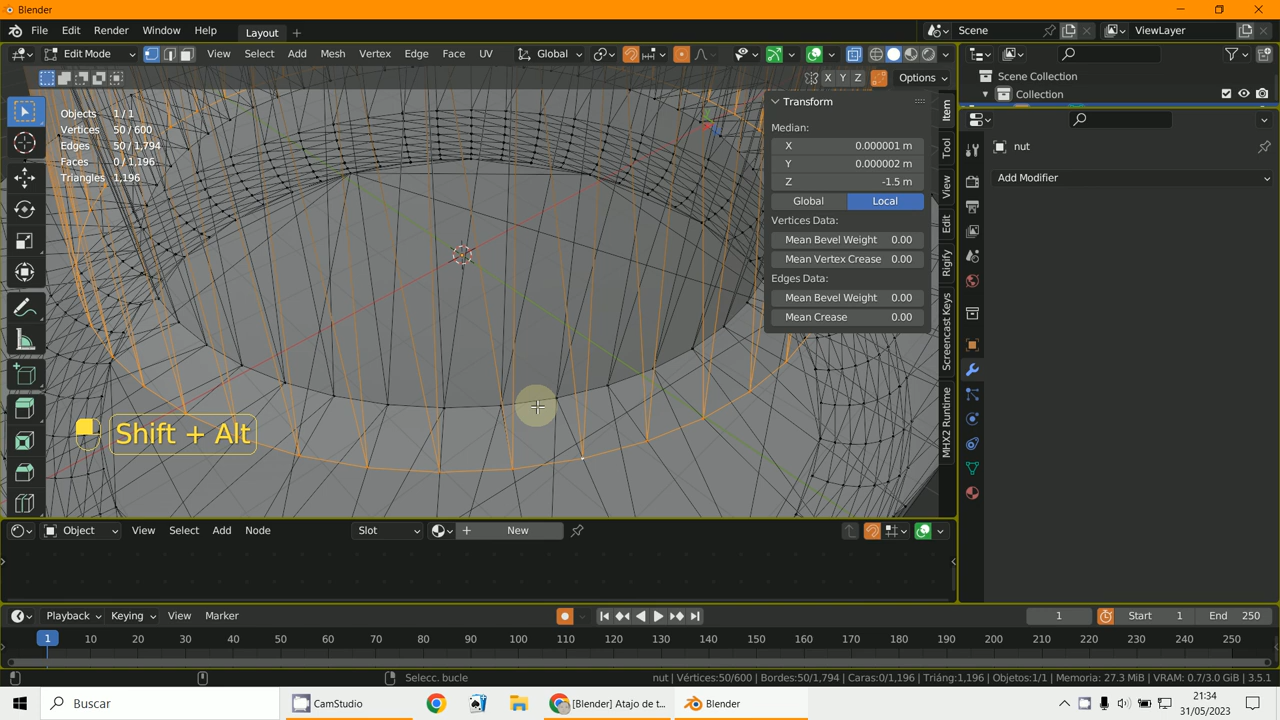 Blender
File Edit Render Window Help Layout + Scene ViewLayer
Edit Mode View Select Add Mesh Vertex Edge Face UV Global
X Y Z Options
Scene Collection
Collection
Objects 1 / 1
Vertices 50 / 600
Edges 50 / 1,794
Faces 0 / 1,196
Triangles 1,196
Transform
Median:
X 0.000001 m
Y 0.000002 m
Z -1.5 m
Global Local
Vertices Data:
Mean Bevel Weight 0.00
Mean Vertex Crease 0.00
Edges Data:
Mean Bevel Weight 0.00
Mean Crease 0.00
Item
Tool
View
Edit
Rigify
Screencast Keys
MHX2 Runtime
nut
Add Modifier
Shift + Alt
Object View Select Add Node Slot New
Playback Keying View Marker 1 Start 1 End 250
1 10 20 30 40 50 60 70 80 90 100 110 120 130 140 150 160 170 180 190 200 210 220 230 240 250
Selecc. bucle nut | Vértices:50/600 | Bordes:50/1,794 | Caras:0/1,196 | Triáng:1,196 | Objetos:1/1 | Memoria: 27.3 MiB | VRAM: 0.7/3.0 GiB | 3.5.1
Buscar CamStudio [Blender] Atajo de t... Blender 21:34
31/05/2023